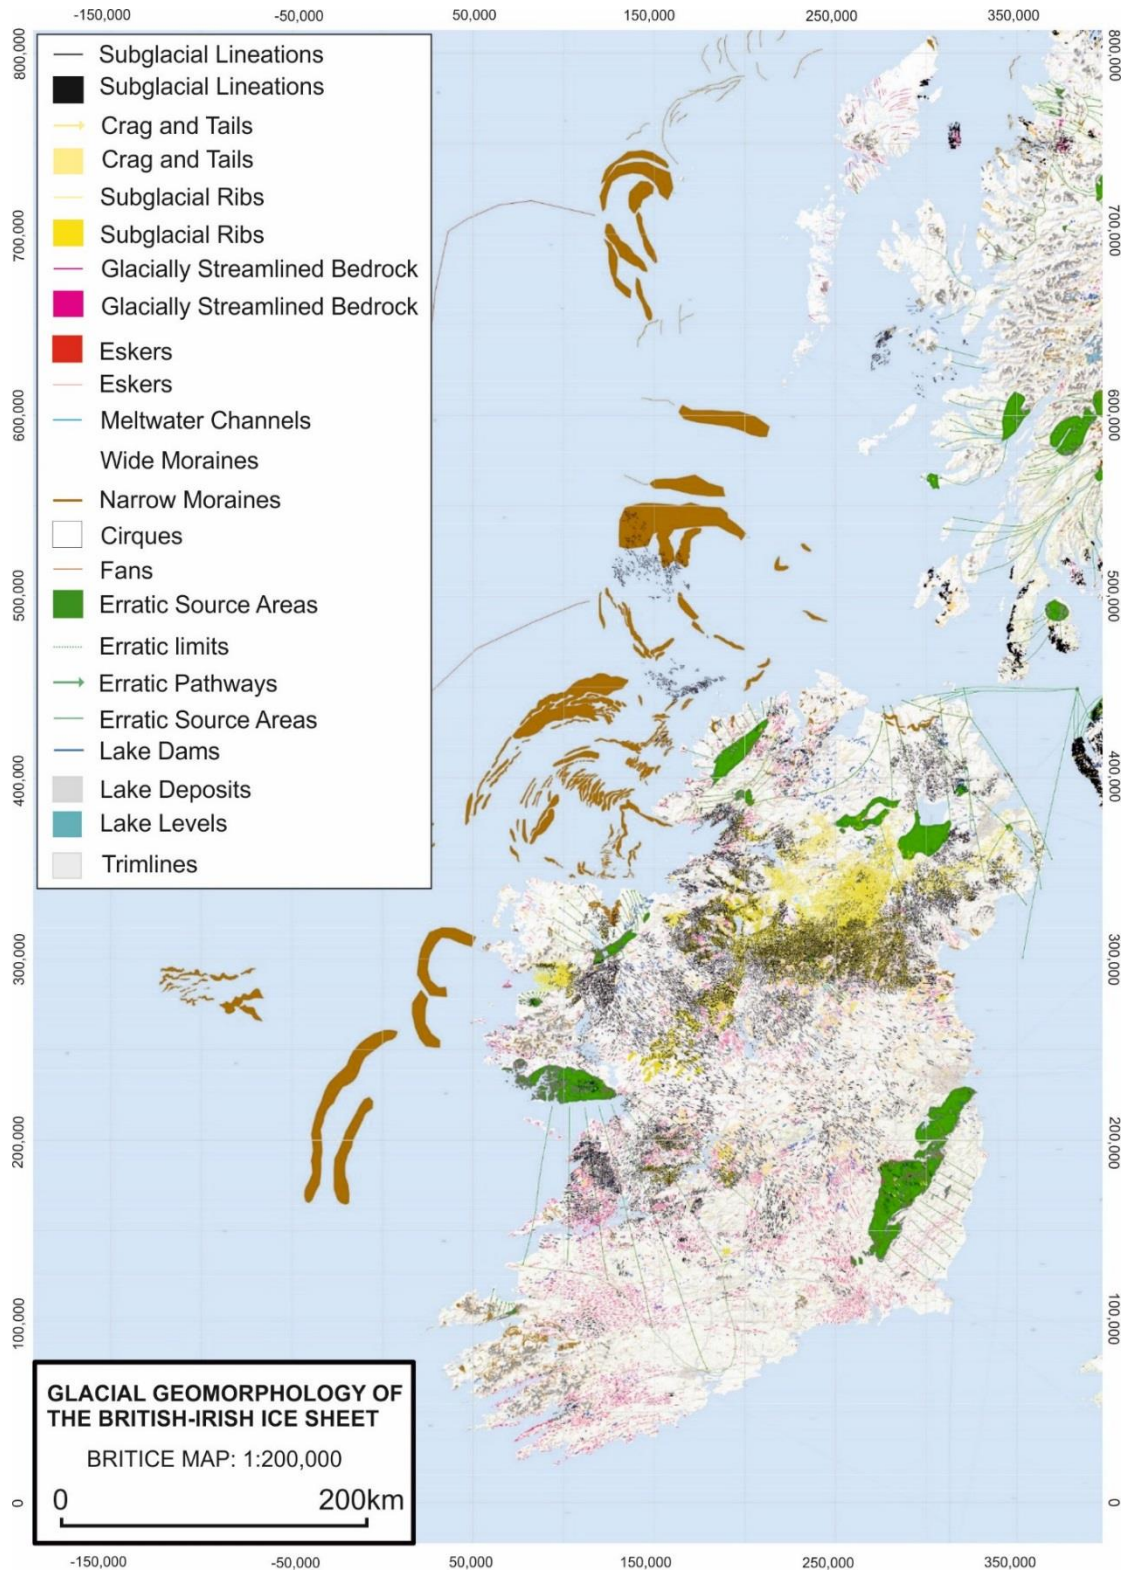 -150,000 -50,000 50,000 150,000 250,000 350,000
800,000
700,000
600,000
500,000
400,000
300,000
200,000
100,000
0
Subglacial Lineations
Subglacial Lineations
Crag and Tails
Crag and Tails
Subglacial Ribs
Subglacial Ribs
Glacially Streamlined Bedrock
Glacially Streamlined Bedrock
Eskers
Eskers
Meltwater Channels
Wide Moraines
Narrow Moraines
Cirques
Fans
Erratic Source Areas
Erratic limits
Erratic Pathways
Erratic Source Areas
Lake Dams
Lake Deposits
Lake Levels
Trimlines
800,000
700,000
600,000
500,000
400,000
300,000
200,000
100,000
0
GLACIAL GEOMORPHOLOGY OF
THE BRITISH-IRISH ICE SHEET
BRITICE MAP: 1:200,000
0 200km
-150,000 -50,000 50,000 150,000 250,000 350,000